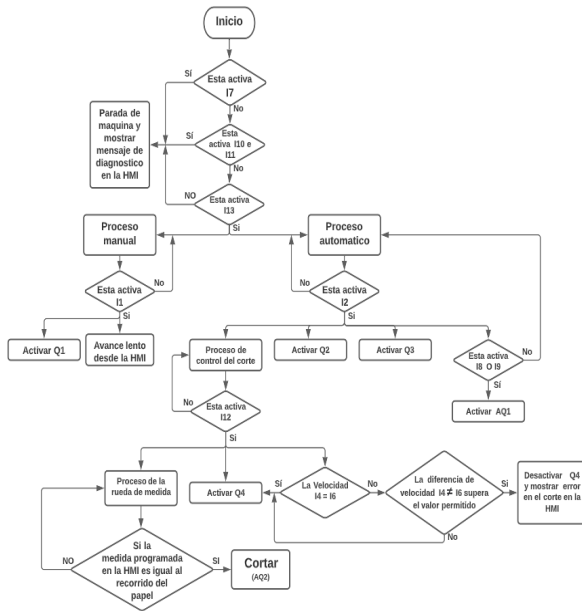 Inicio
Sí
Esta activa
I7
No
Parada de
maquina y
mostrar
mensaje de
diagnostico
en la HMI
Sí
Esta
activa I10 e
I11
No
NO
Esta activa
I13
Si
Proceso
manual
Proceso
automatico
Esta activa
I1
No
Si
No
Esta activa
I2
Si
Activar Q1
Avance lento
desde la HMI
Proceso de
control del corte
Activar Q2
Activar Q3
Esta activa
I8 O I9
No
Sí
Activar AQ1
Esta activa
I12
No
Si
Proceso de la
rueda de medida
Activar Q4
Sí
La Velocidad
I4 = I6
No
La diferencia de
velocidad I4 ≠ I6 supera
el valor permitido
Si
No
Desactivar Q4
y mostrar error
en el corte en la
HMI
NO
Si la
medida programada
en la HMI es igual al
recorrido del
papel
SI
Cortar
(AQ2)